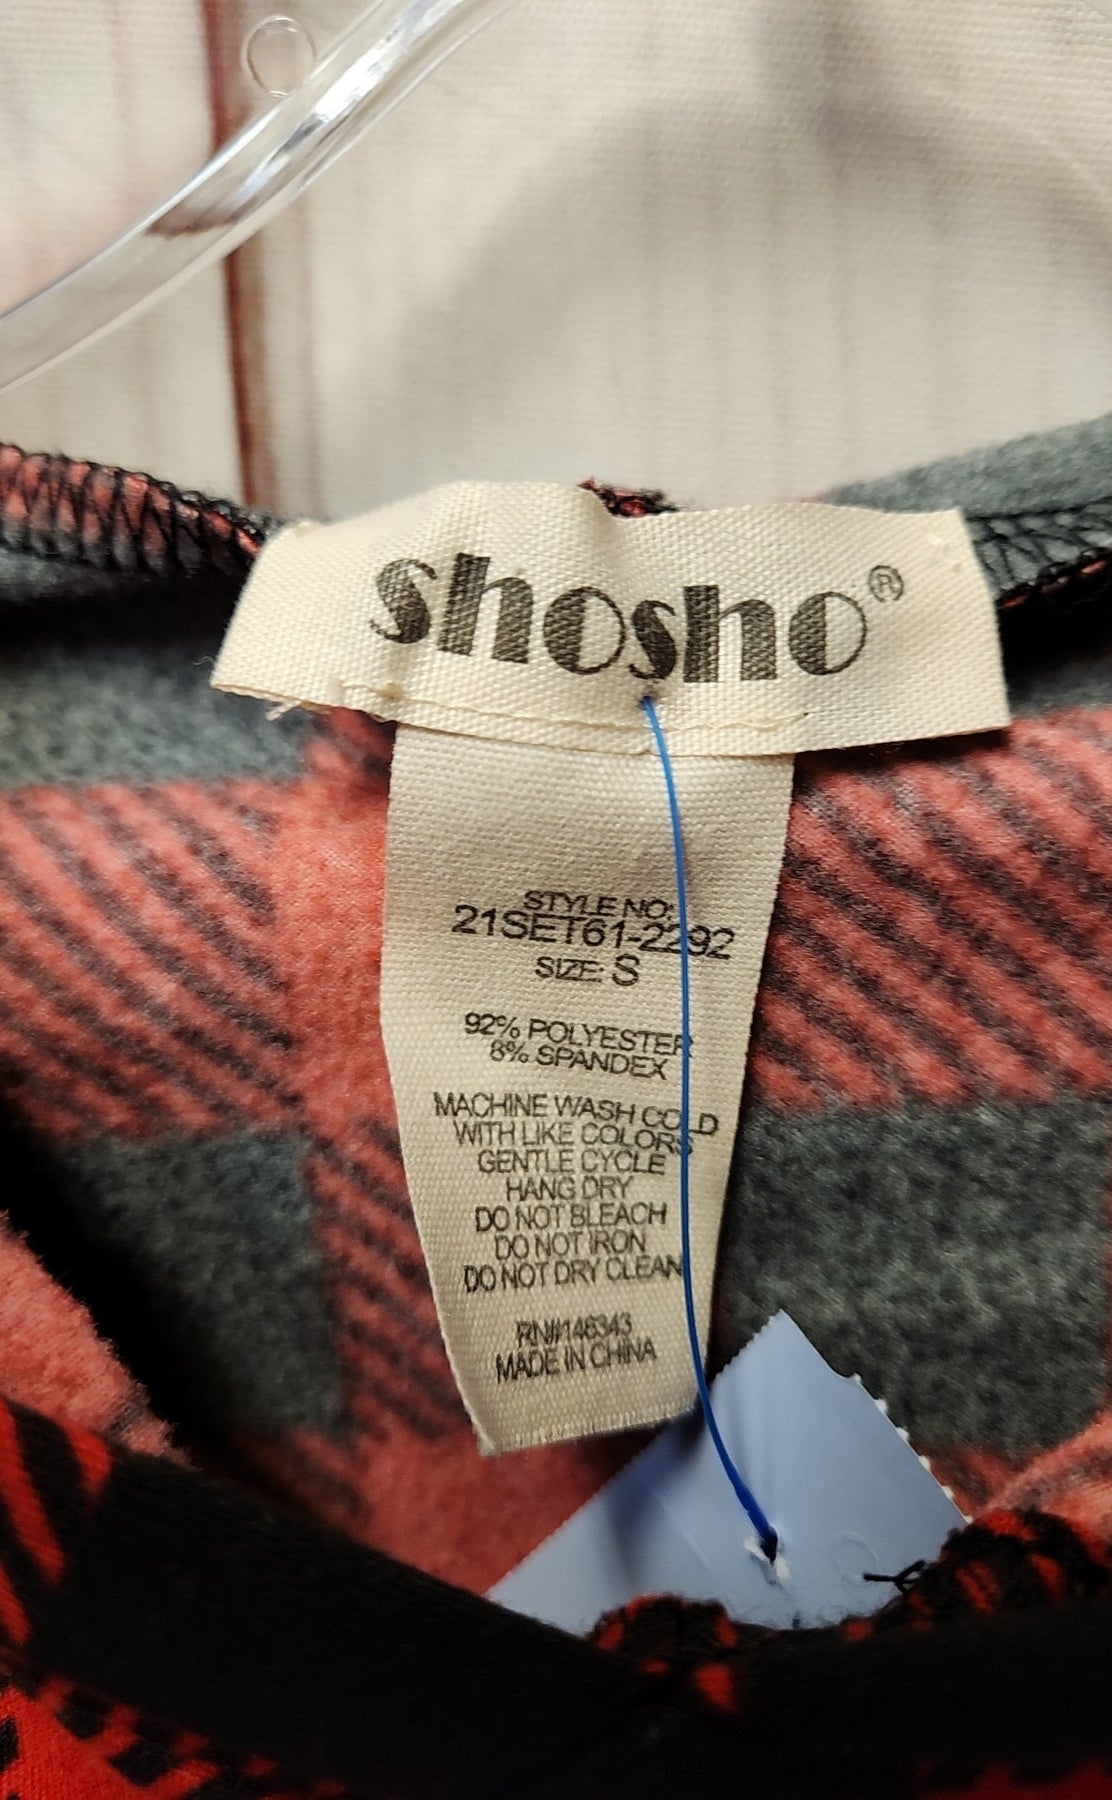 shosho®
STYLE NO:
21SET61-2292
SIZE: S
92% POLYESTER
8% SPANDEX
MACHINE WASH COLD
WITH LIKE COLORS
GENTLE CYCLE
HANG DRY
DO NOT BLEACH
DO NOT IRON
DO NOT DRY CLEAN
RN#146343
MADE IN CHINA